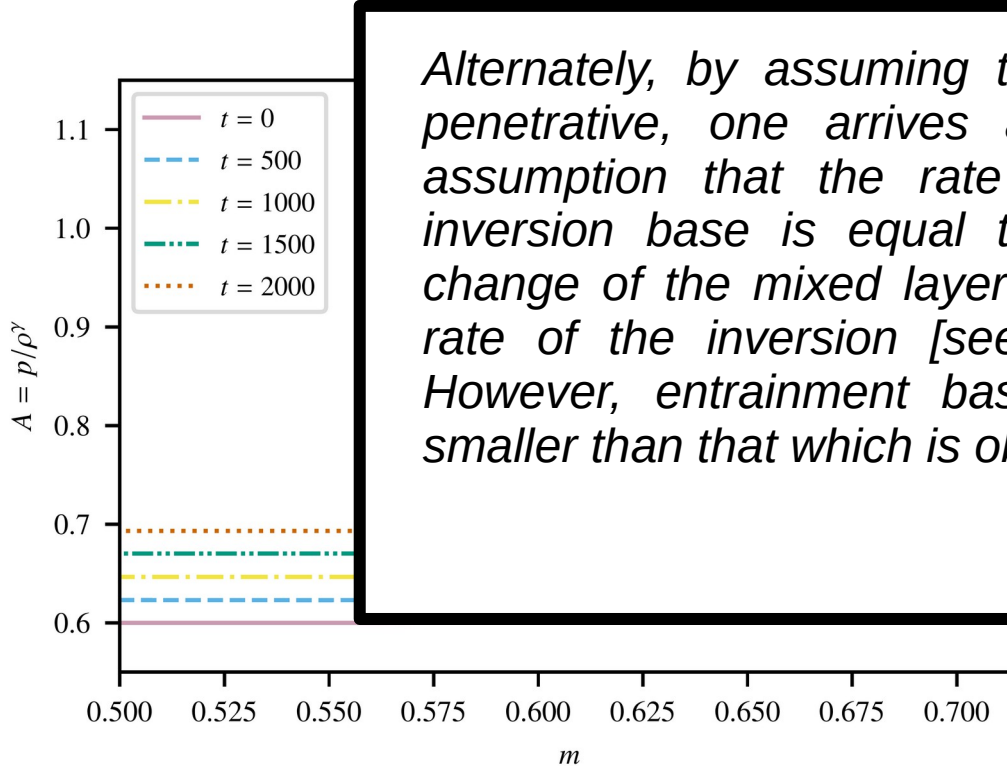 Alternately, by assuming
penetrative, one arrives
assumption that the rate
inversion base is equal
change of the mixed layer
rate of the inversion [see
However, entrainment
smaller than that which is
t = 0
t = 500
t = 1000
t = 1500
t = 2000
1.1
1.0
0.9
0.8
0.7
0.6
A = p/ρ^γ
0.500 0.525 0.550 0.575 0.600 0.625 0.650 0.675 0.700
m